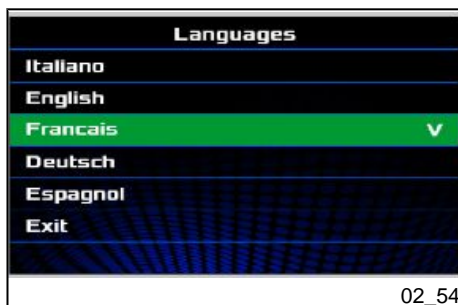 Languages
Italiano
English
Francais V
Deutsch
Espagnol
Exit
02_54